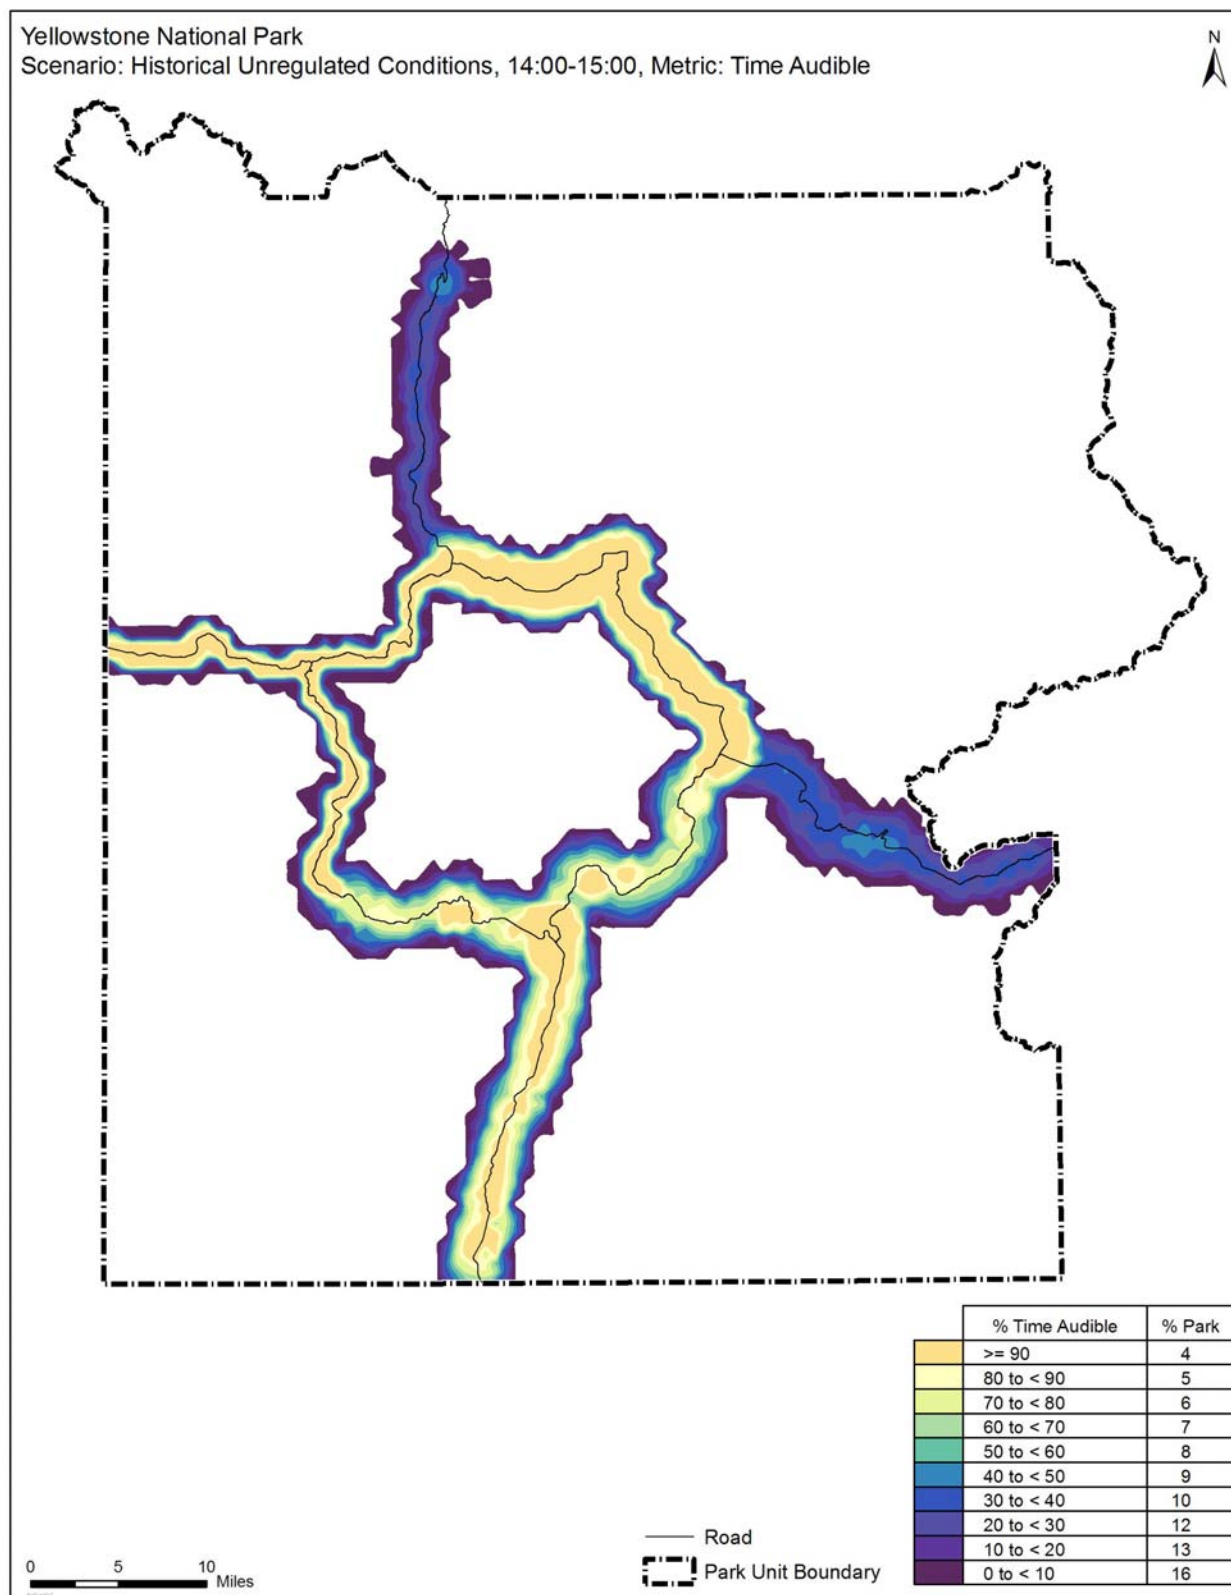 Yellowstone National Park
Scenario: Historical Unregulated Conditions, 14:00-15:00, Metric: Time Audible
N
% Time Audible % Park
>= 90 4
80 to < 90 5
70 to < 80 6
60 to < 70 7
50 to < 60 8
40 to < 50 9
30 to < 40 10
20 to < 30 12
10 to < 20 13
0 to < 10 16
Road
Park Unit Boundary
0 5 10
Miles